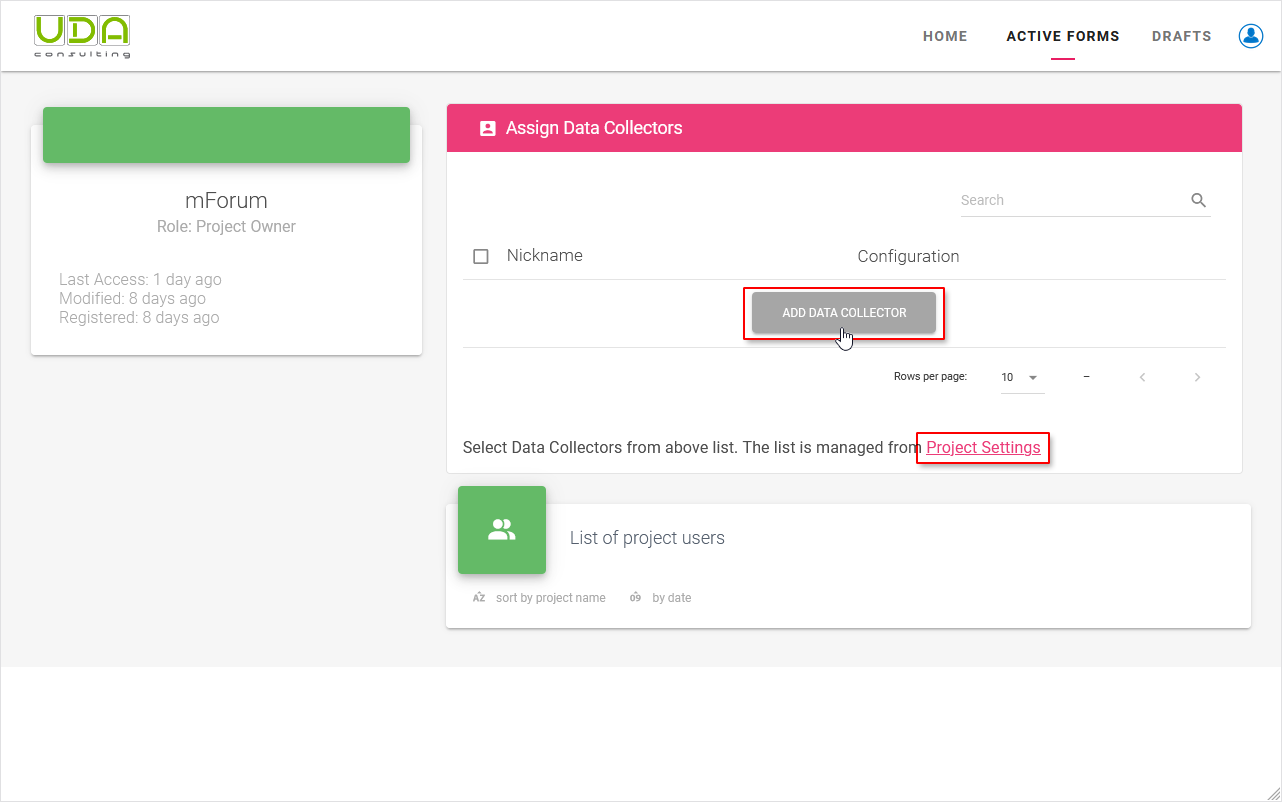 UDA
consulting
HOME
ACTIVE FORMS
DRAFTS
mForum
Role: Project Owner
Last Access: 1 day ago
Modified: 8 days ago
Registered: 8 days ago
Assign Data Collectors
Search
Nickname
Configuration
ADD DATA COLLECTOR
Rows per page: 10 –
Select Data Collectors from above list. The list is managed from Project Settings
List of project users
AZ sort by project name 09 by date